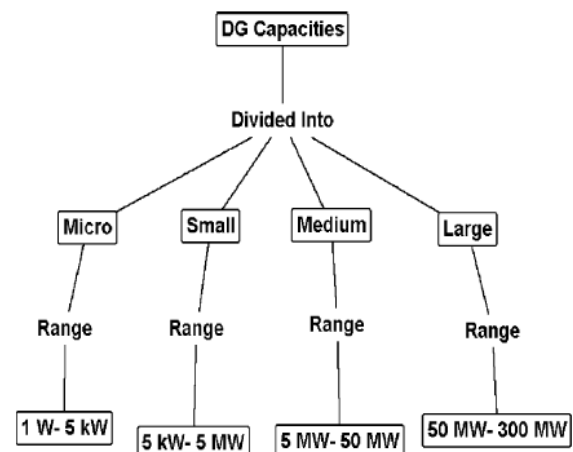 DG Capacities
Divided Into
Micro
Small
Medium
Large
Range
Range
Range
Range
1 W- 5 kW
5 kW- 5 MW
5 MW- 50 MW
50 MW- 300 MW